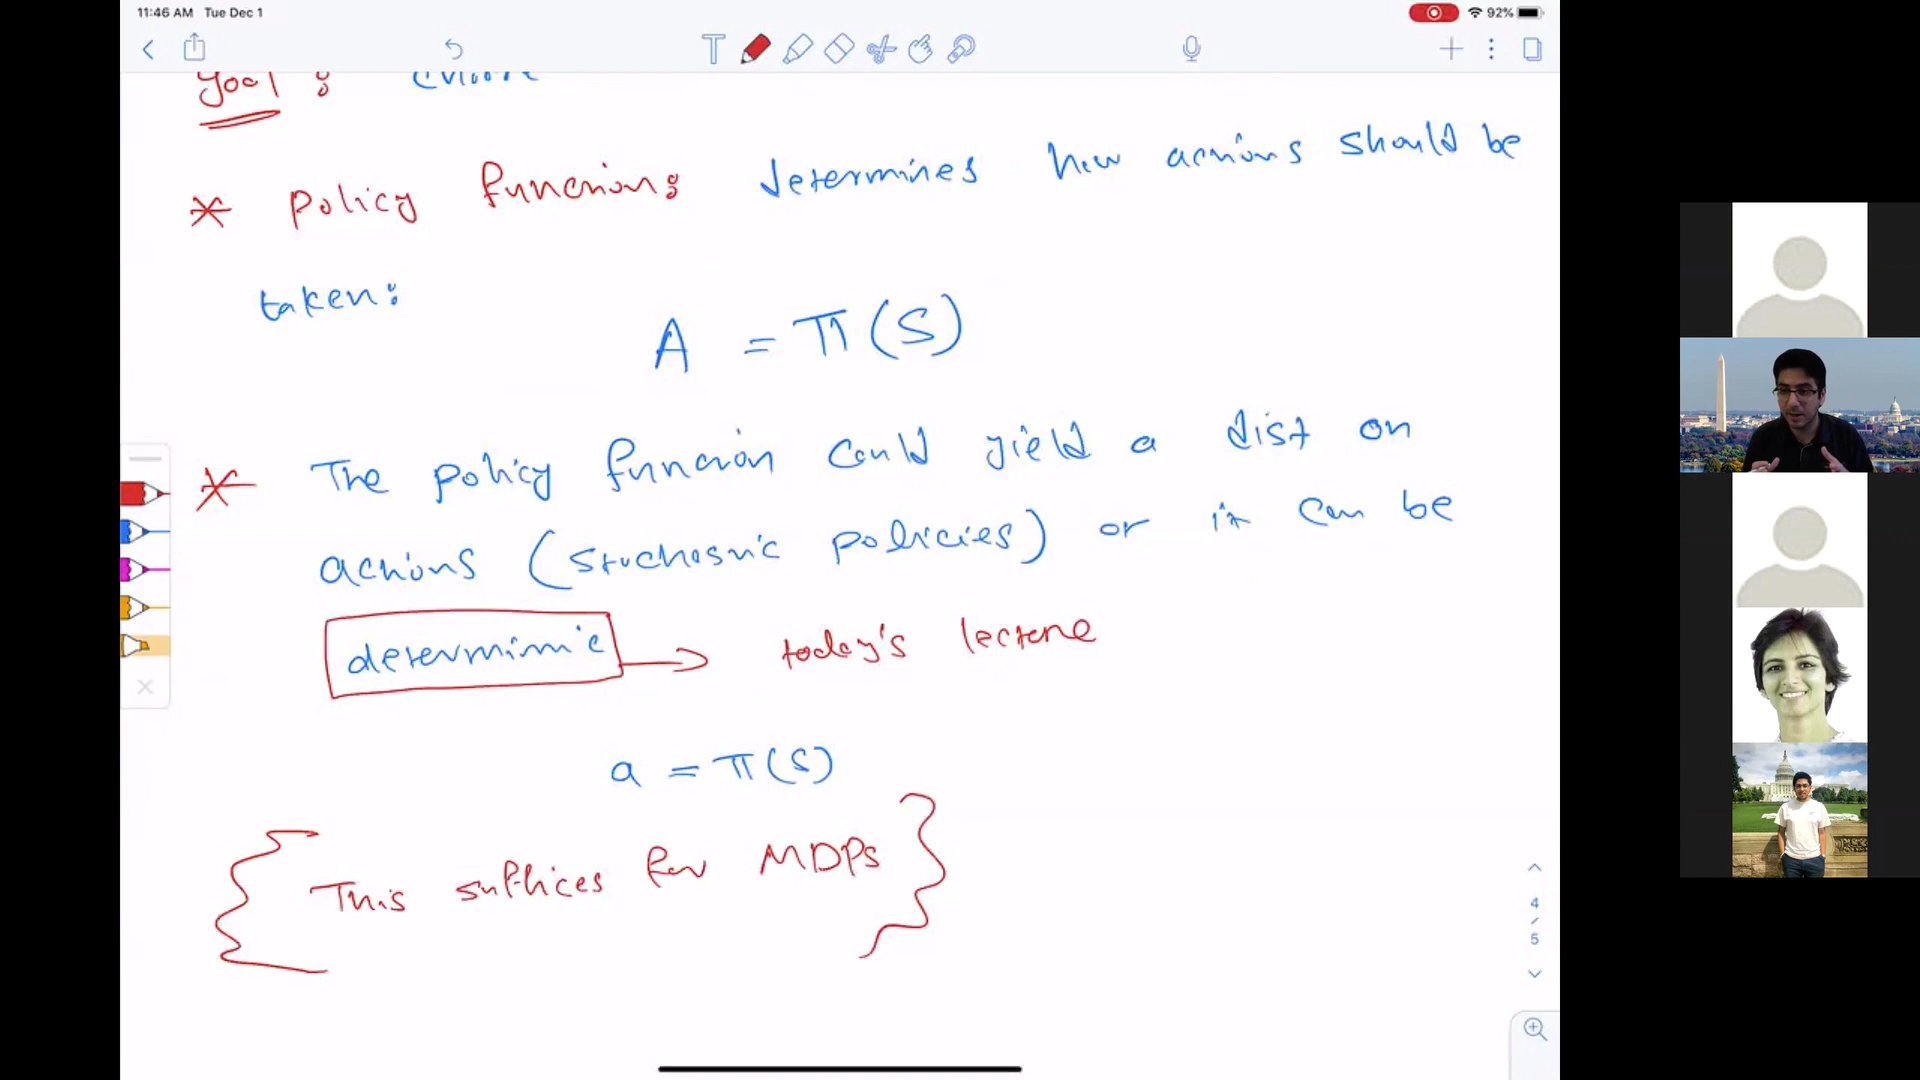 11:46 AM Tue Dec 1
92%
Goal :
* Policy function: determines how actions should be
taken:
A = π(S)
* The policy function could yield a dist on
actions (stochastic policies) or it can be
determinic → today's lecture
a = π(S)
{ This suffices for MDPs }
4
/
5